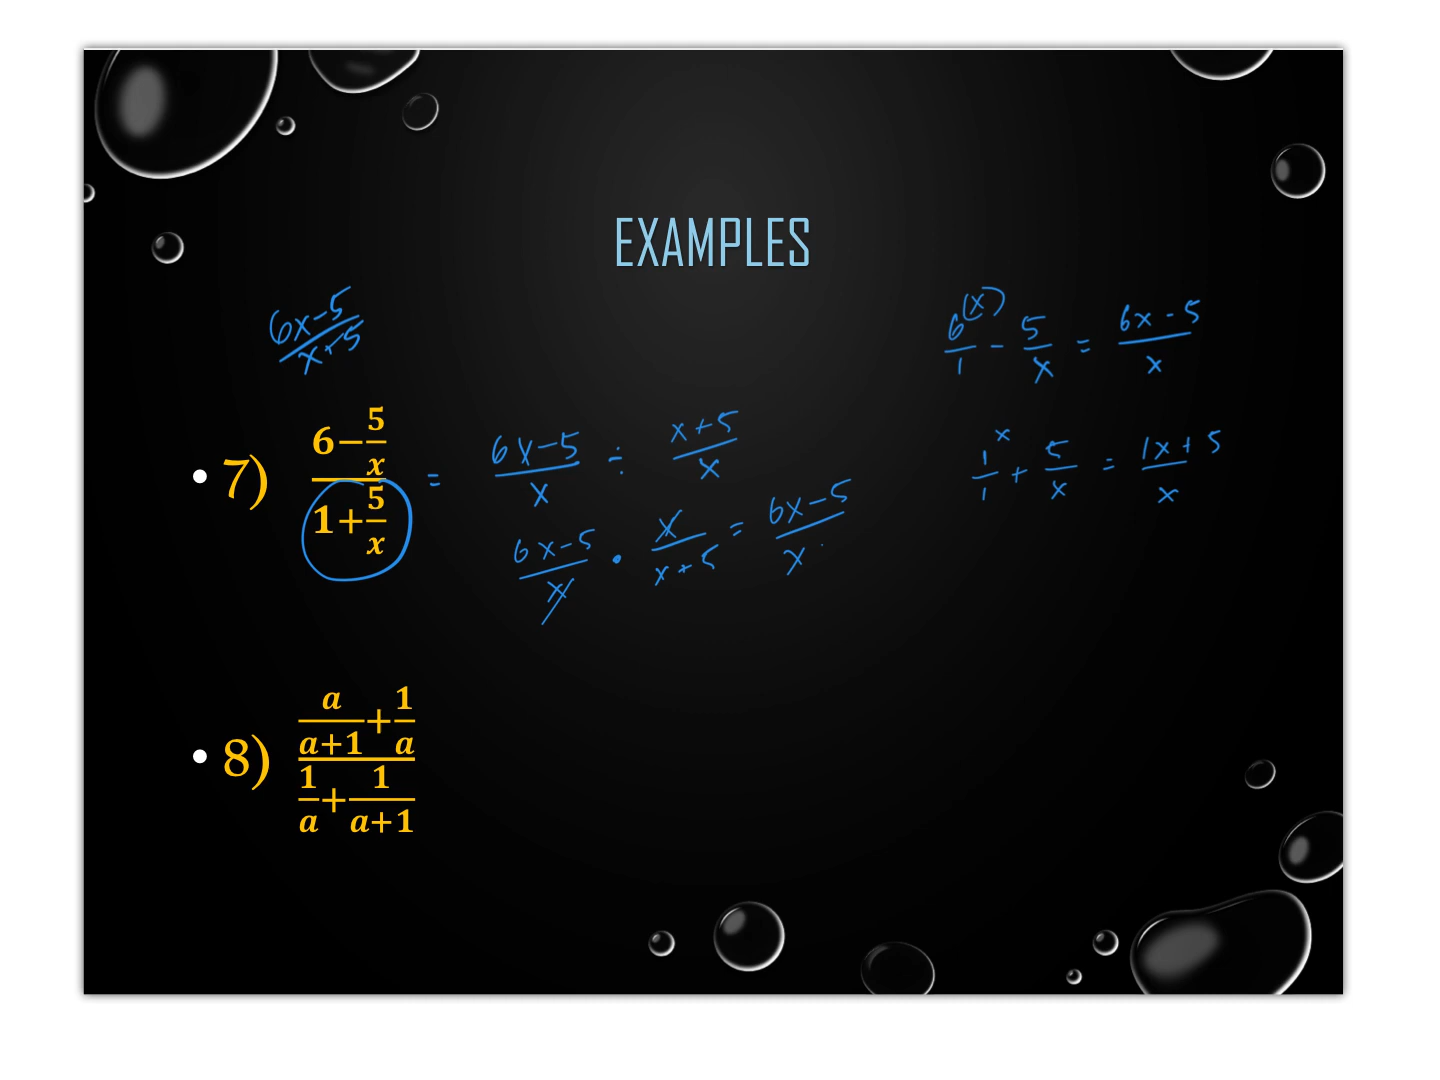 EXAMPLES
6x-5
x+5
6(x)/1 - 5/x = 6x-5/x
• 7) 6-5/x / 1+5/x = 6x-5/x ÷ x+5/x
1x/1 + 5/x = 1x+5/x
6x-5/x • x/x+5 = 6x-5/x
• 8) a/a+1+1/a / 1/a+1/a+1